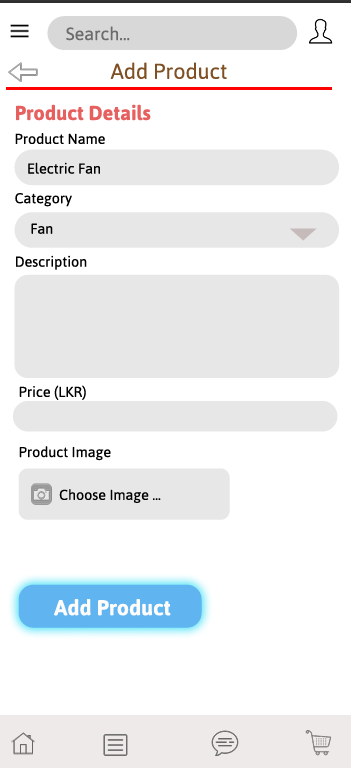 Search...
Add Product
Product Details
Product Name
Electric Fan
Category
Fan
Description
Price (LKR)
Product Image
Choose Image ...
Add Product